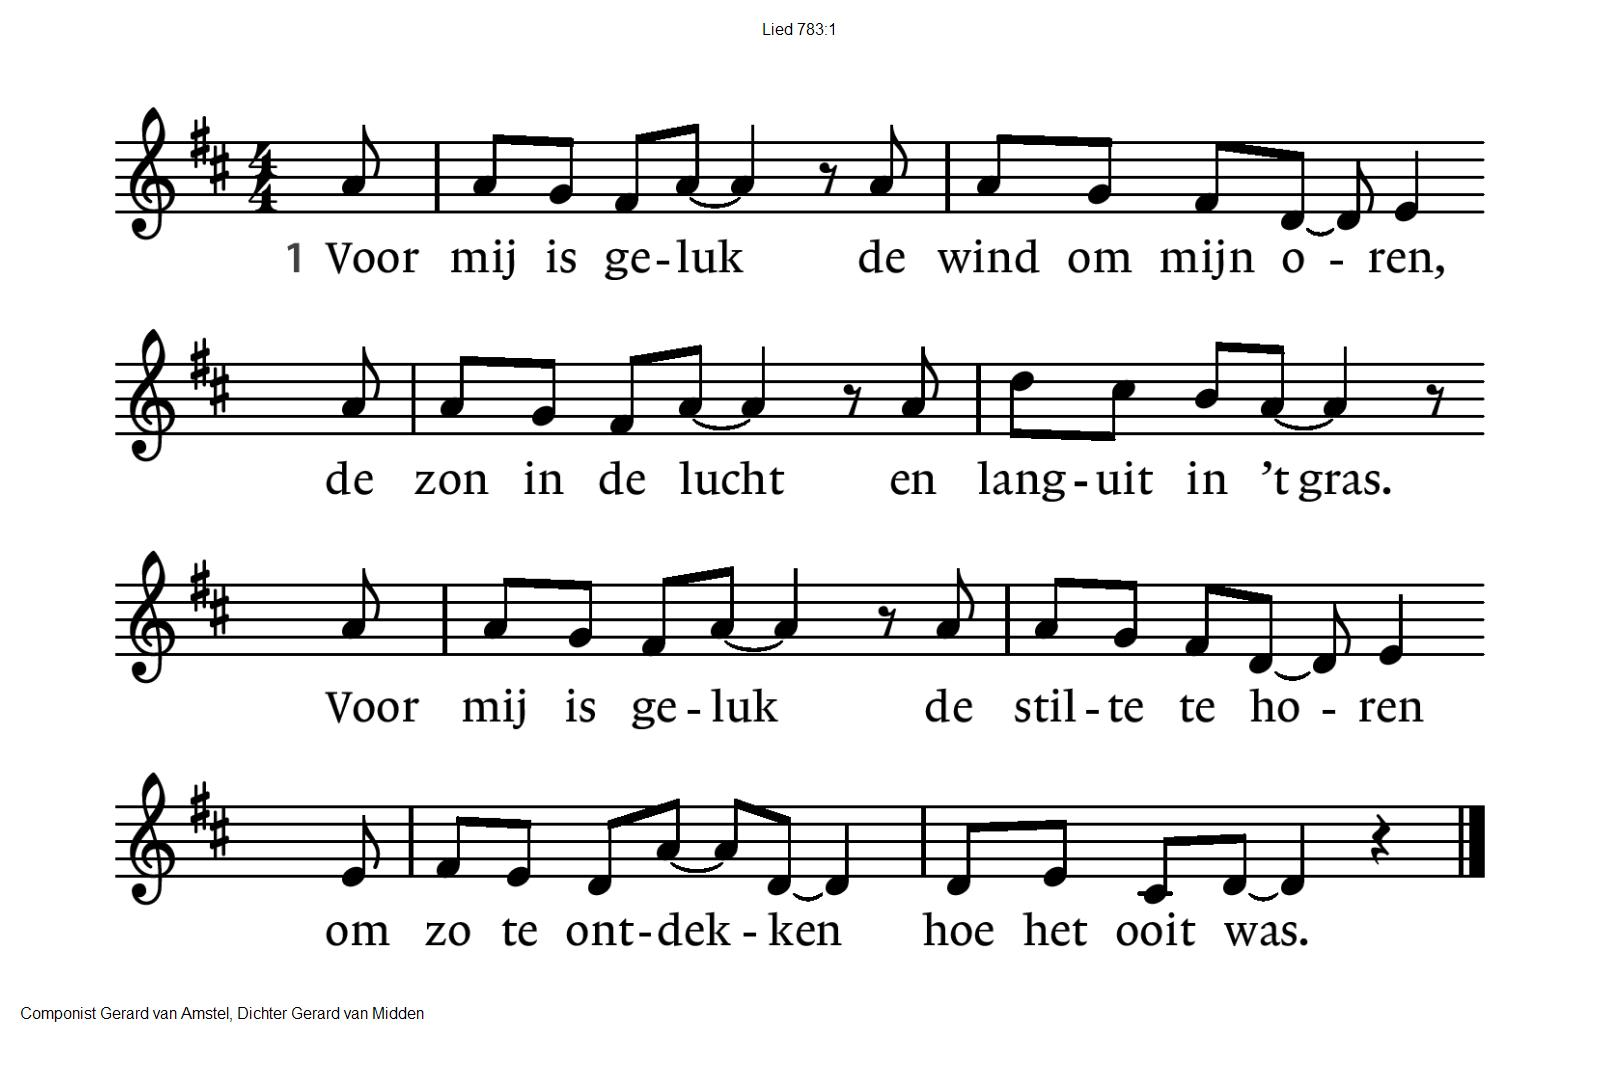 Lied 783:1
4
4
1 Voor mij is ge-luk de wind om mijn o - ren,
de zon in de lucht en lang-uit in ’t gras.
Voor mij is ge - luk de stil - te te ho - ren
om zo te ont-dek - ken hoe het ooit was.
Componist Gerard van Amstel, Dichter Gerard van Midden